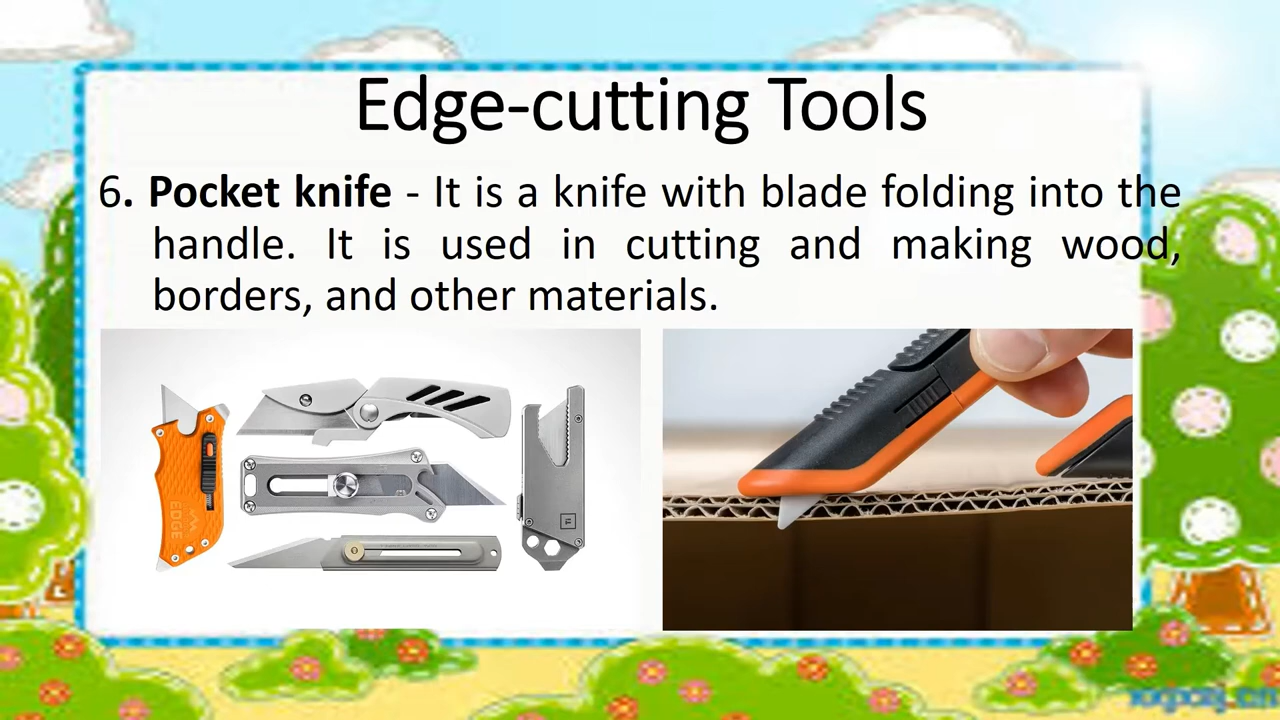 Edge-cutting Tools
6. Pocket knife - It is a knife with blade folding into the
handle. It is used in cutting and making wood,
borders, and other materials.
EDGE